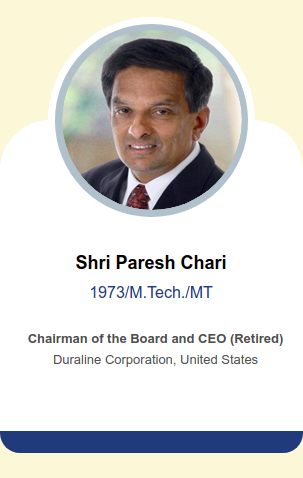 Shri Paresh Chari
1973/M.Tech./MT
Chairman of the Board and CEO (Retired)
Duraline Corporation, United States